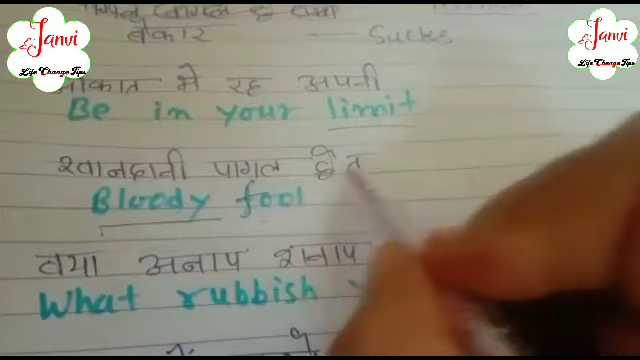 Janvi
Life Change Tips
Janvi
Life Change Tips
बेकार Sucks
औकात मे रह अपनी
Be in your limit
खानदानी पागल है त
Bloody fool
क्या अनाप शनाप
What rubbish